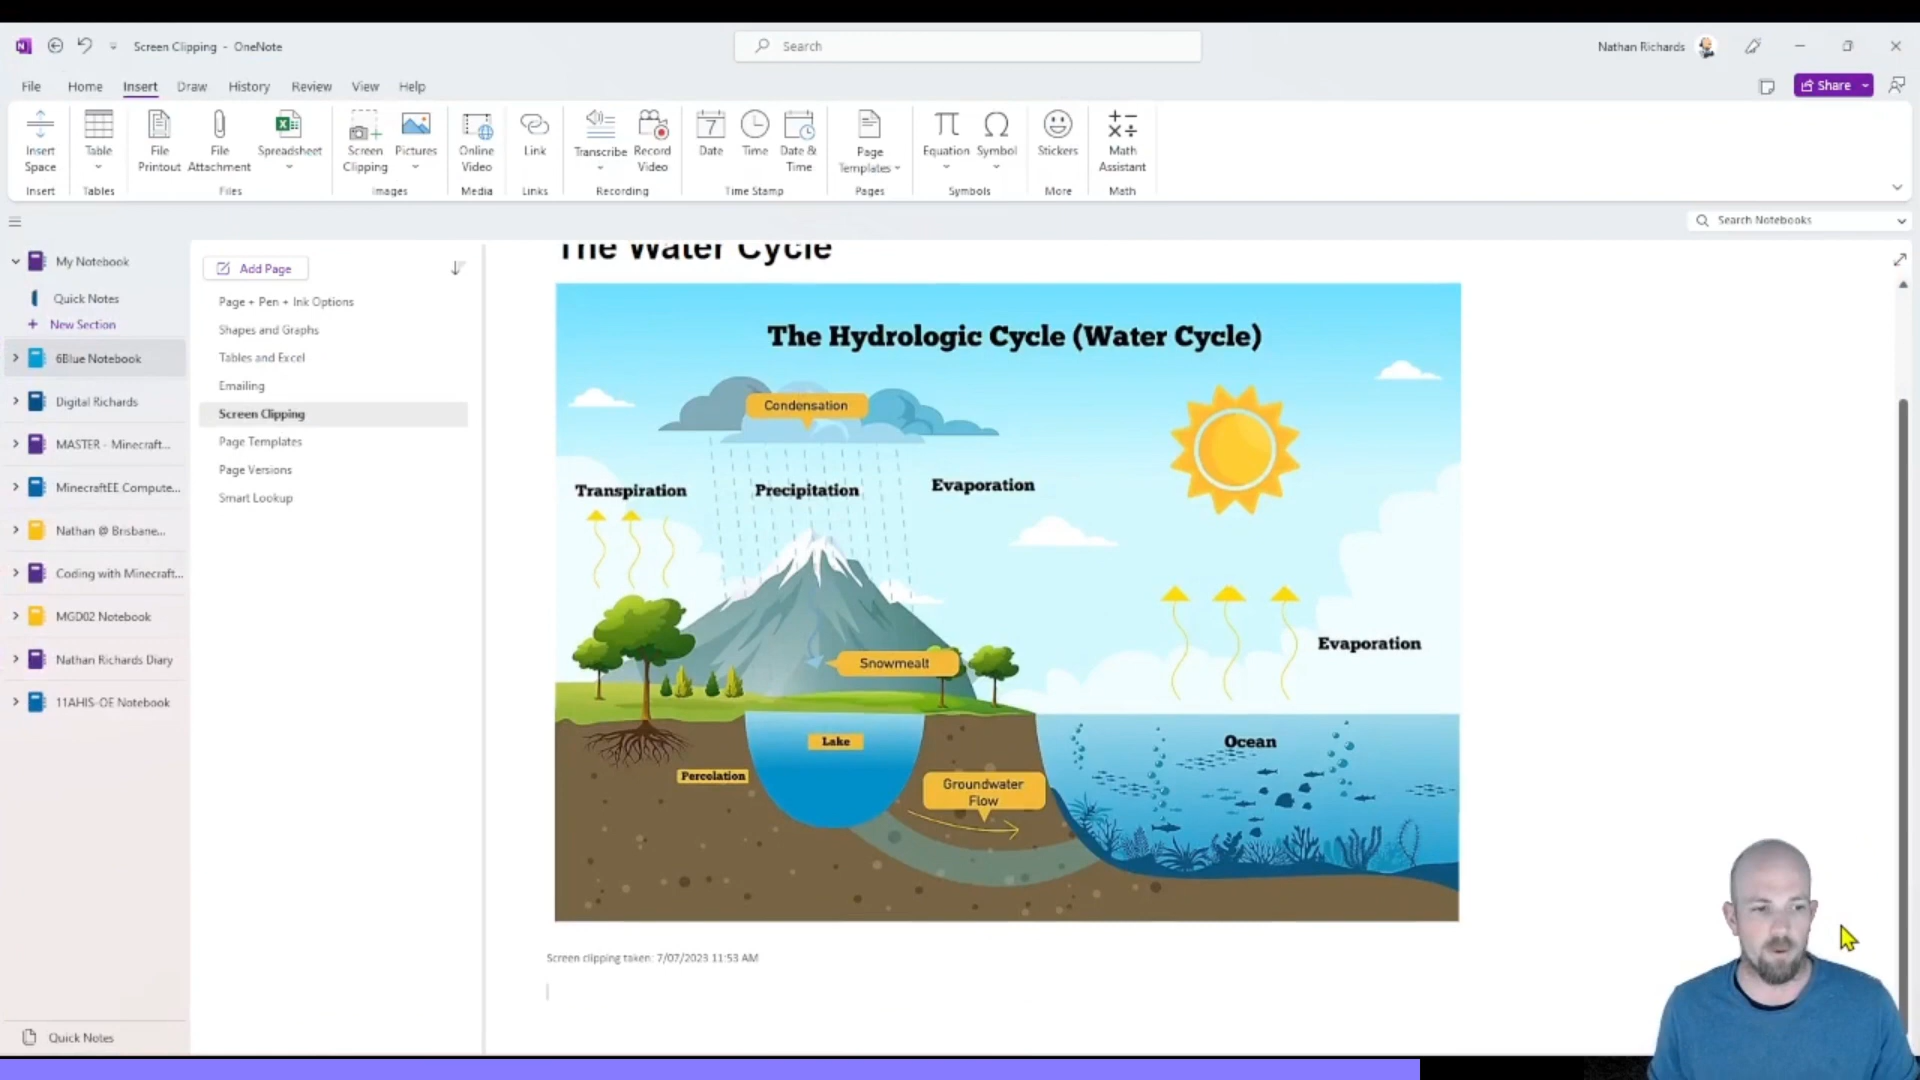 Screen Clipping - OneNote
Search
Nathan Richards
File Home Insert Draw History Review View Help
Share
Insert Space
Table
File Printout
File Attachment
Spreadsheet
Screen Clipping
Pictures
Online Video
Link
Transcribe
Record Video
Date
7
Time
Date & Time
Page Templates
Equation
Symbol
Stickers
Math Assistant
Insert Tables Files Images Media Links Recording Time Stamp Pages Symbols More Math
Search Notebooks
My Notebook
Quick Notes
New Section
6Blue Notebook
Digital Richards
MASTER - Minecraft...
MinecraftEE Compute...
Nathan @ Brisbane...
Coding with Minecraft...
MGD02 Notebook
Nathan Richards Diary
11AHIS-OE Notebook
Quick Notes
Add Page
Page + Pen + Ink Options
Shapes and Graphs
Tables and Excel
Emailing
Screen Clipping
Page Templates
Page Versions
Smart Lookup
The Water Cycle
The Hydrologic Cycle (Water Cycle)
Condensation
Transpiration
Precipitation
Evaporation
Evaporation
Snowmealt
Lake
Ocean
Percolation
Groundwater
Flow
Screen clipping taken: 7/07/2023 11:53 AM